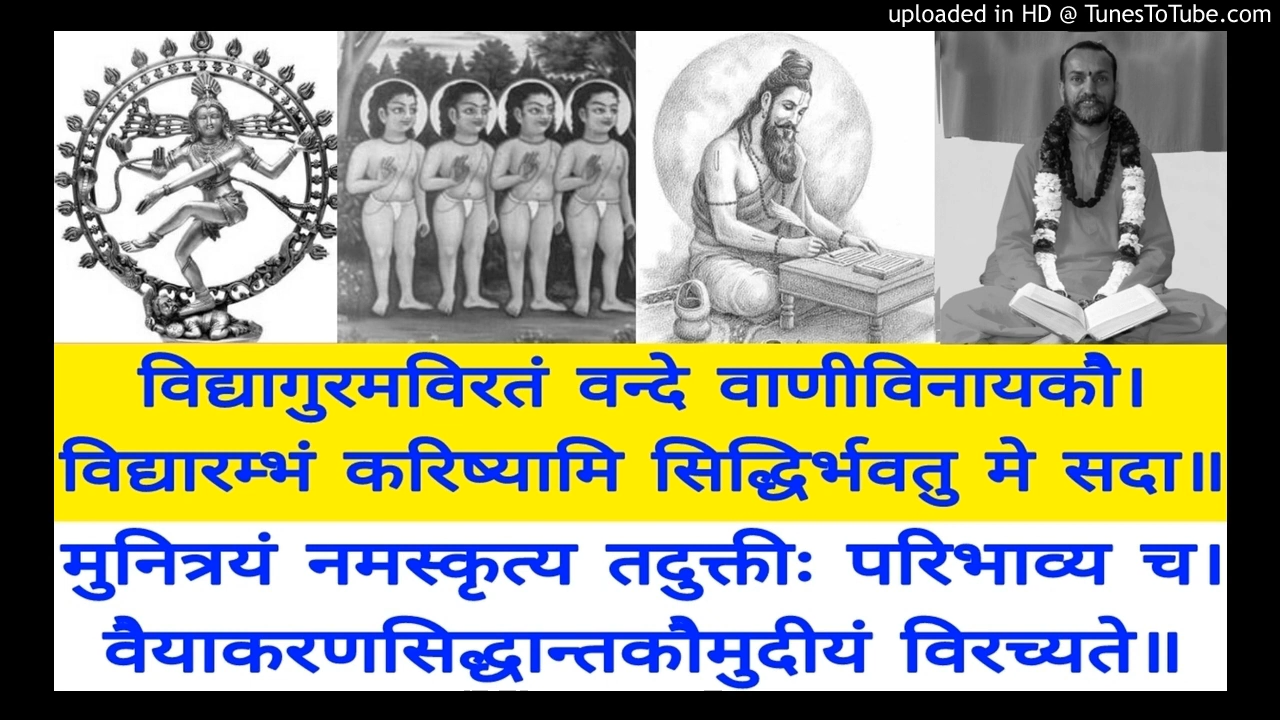 uploaded in HD @ TunesToTube.com
विद्यागुरमविरतं वन्दे वाणीविनायकौ।
विद्यारम्भं करिष्यामि सिद्धिर्भवतु मे सदा॥
मुनित्रयं नमस्कृत्य तदुक्तीः परिभाव्य च।
वैयाकरणसिद्धान्तकौमुदीयं विरच्यते॥